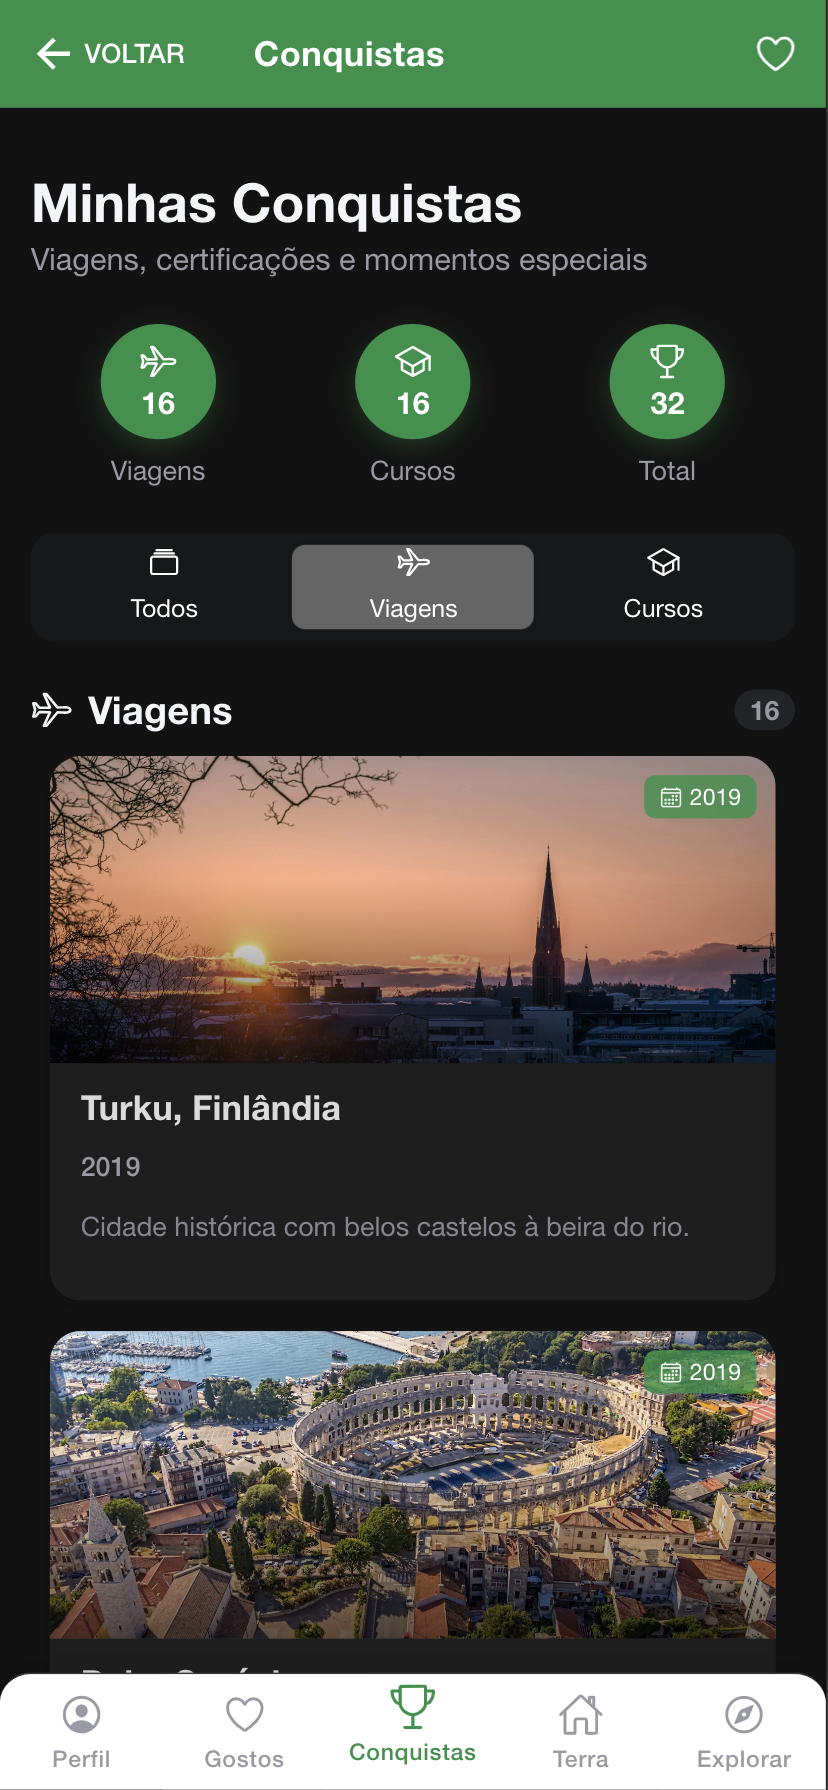 VOLTAR
Conquistas
Minhas Conquistas
Viagens, certificações e momentos especiais
16
16
32
Viagens
Cursos
Total
Todos
Viagens
Cursos
Viagens
16
2019
Turku, Finlândia
2019
Cidade histórica com belos castelos à beira do rio.
2019
Perfil
Gostos
Conquistas
Terra
Explorar